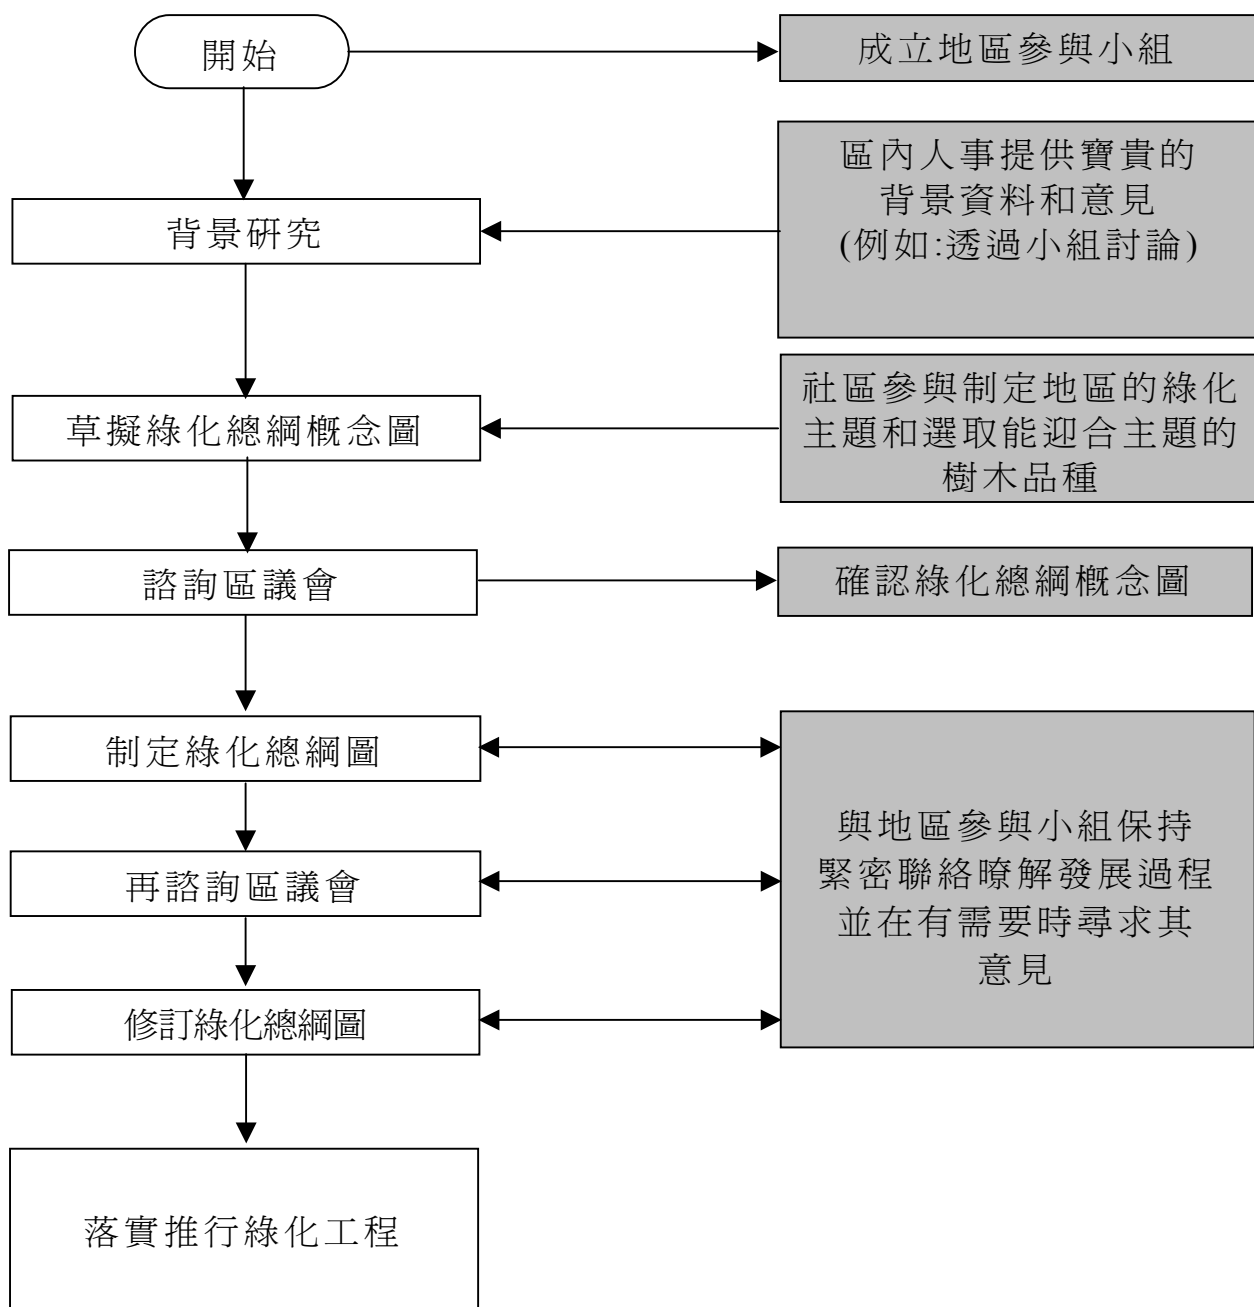 開始
成立地區參與小組
區內人事提供寶貴的
背景資料和意見
(例如:透過小組討論)
背景研究
社區參與制定地區的綠化
主題和選取能迎合主題的
樹木品種
草擬綠化總綱概念圖
諮詢區議會
確認綠化總綱概念圖
制定綠化總綱圖
與地區參與小組保持
緊密聯絡瞭解發展過程
並在有需要時尋求其
意見
再諮詢區議會
修訂綠化總綱圖
落實推行綠化工程